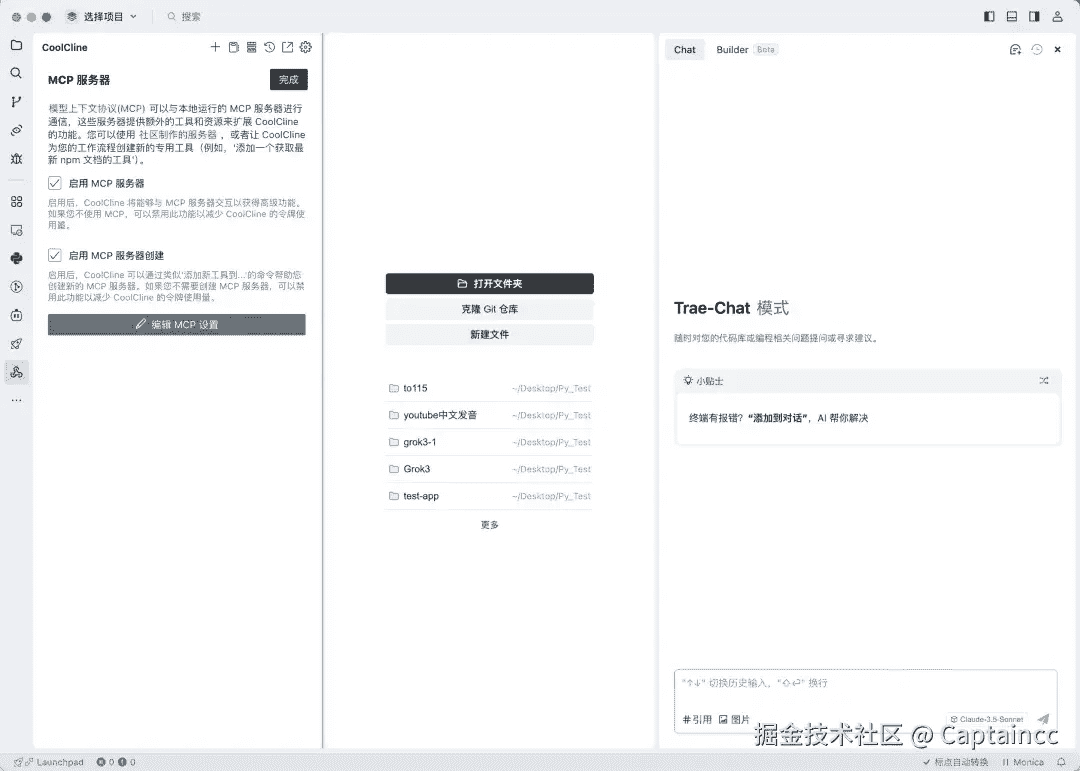 选择项目
搜索
CoolCline
MCP 服务器
完成
模型上下文协议(MCP) 可以与本地运行的 MCP 服务器进行
通信，这些服务器提供额外的工具和资源来扩展 CoolCline
的功能。您可以使用 社区制作的服务器 ，或者让 CoolCline
为您的工作流程创建新的专用工具（例如，'添加一个获取最
新 npm 文档的工具'）。
启用 MCP 服务器
启用后，CoolCline 将能够与 MCP 服务器交互以获得高级功能。
如果您不使用 MCP，可以禁用此功能以减少 CoolCline 的令牌使
用量。
启用 MCP 服务器创建
启用后，CoolCline 可以通过类似'添加新工具到...'的命令帮助您
创建新的 MCP 服务器。如果您不需要创建 MCP 服务器，可以禁
用此功能以减少 CoolCline 的令牌使用量。
编辑 MCP 设置
打开文件夹
克隆 Git 仓库
新建文件
to115 ~/Desktop/Py_Test
youtube中文发音 ~/Desktop/Py_Test
grok3-1 ~/Desktop/Py_Test
Grok3 ~/Desktop/Py_Test
test-app ~/Desktop/Py_Test
更多
Chat
Builder Beta
Trae-Chat 模式
随时对您的代码库或编程相关问题提问或寻求建议。
小贴士
终端有报错？“添加到对话”，AI 帮你解决
"↑↓" 切换历史输入，"⇧⏎" 换行
#引用 图片
Claude-3.5-Sonnet
掘金技术社区 @ Captaincc
Launchpad 0 0
标点自动转换 Monica